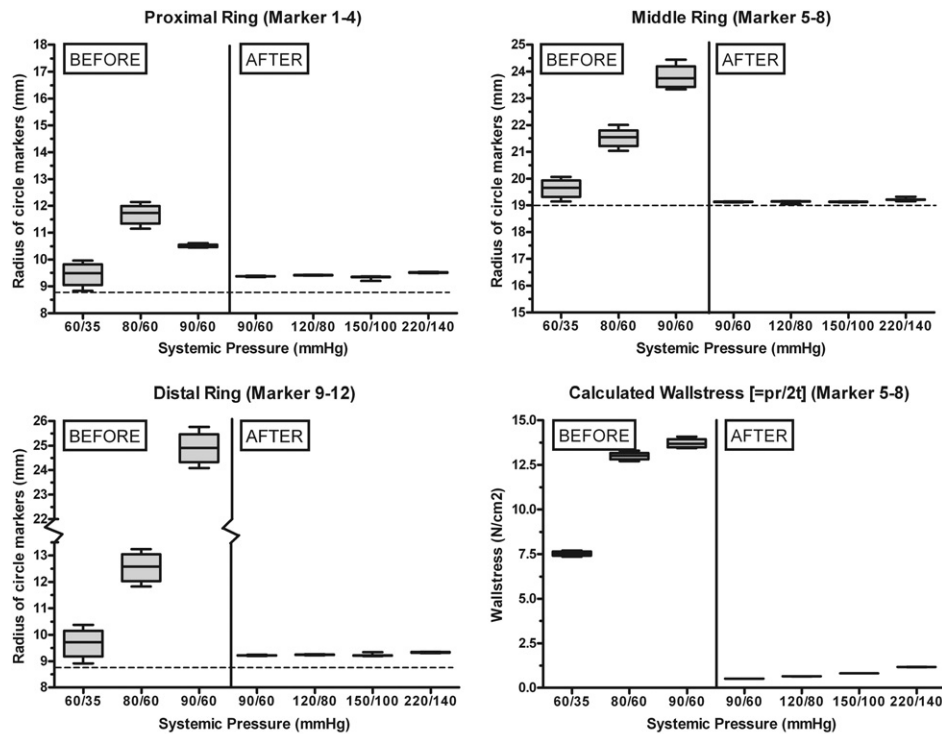 Proximal Ring (Marker 1-4)
Radius of circle markers (mm)
18
17
16
15
14
13
12
11
10
9
8
BEFORE
AFTER
60/35 80/60 90/60 90/60 120/80 150/100 220/140
Systemic Pressure (mmHg)
Middle Ring (Marker 5-8)
Radius of circle markers (mm)
25
24
23
22
21
20
19
18
17
16
15
BEFORE
AFTER
60/35 80/60 90/60 90/60 120/80 150/100 220/140
Systemic Pressure (mmHg)
Distal Ring (Marker 9-12)
Radius of circle markers (mm)
26
25
24
23
22
13
12
11
10
9
8
BEFORE
AFTER
60/35 80/60 90/60 90/60 120/80 150/100 220/140
Systemic Pressure (mmHg)
Calculated Wallstress [=pr/2t] (Marker 5-8)
Wallstress (N/cm2)
15.0
12.5
10.0
7.5
5.0
2.5
0.0
BEFORE
AFTER
60/35 80/60 90/60 90/60 120/80 150/100 220/140
Systemic Pressure (mmHg)